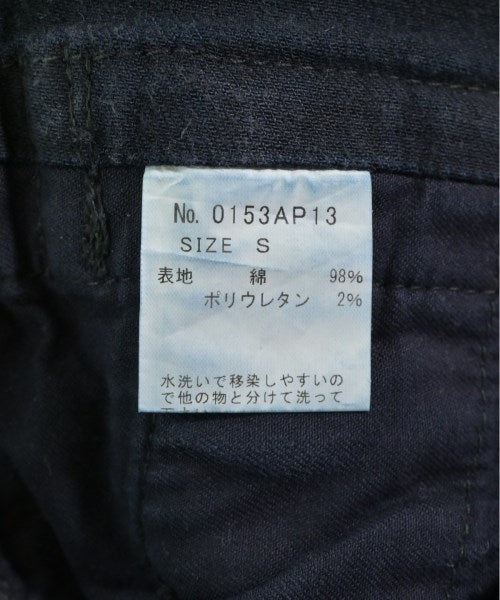 No. 0153AP13
SIZE S
表地 綿 98%
ポリウレタン 2%
水洗いで移染しやすいの
で他の物と分けて洗って